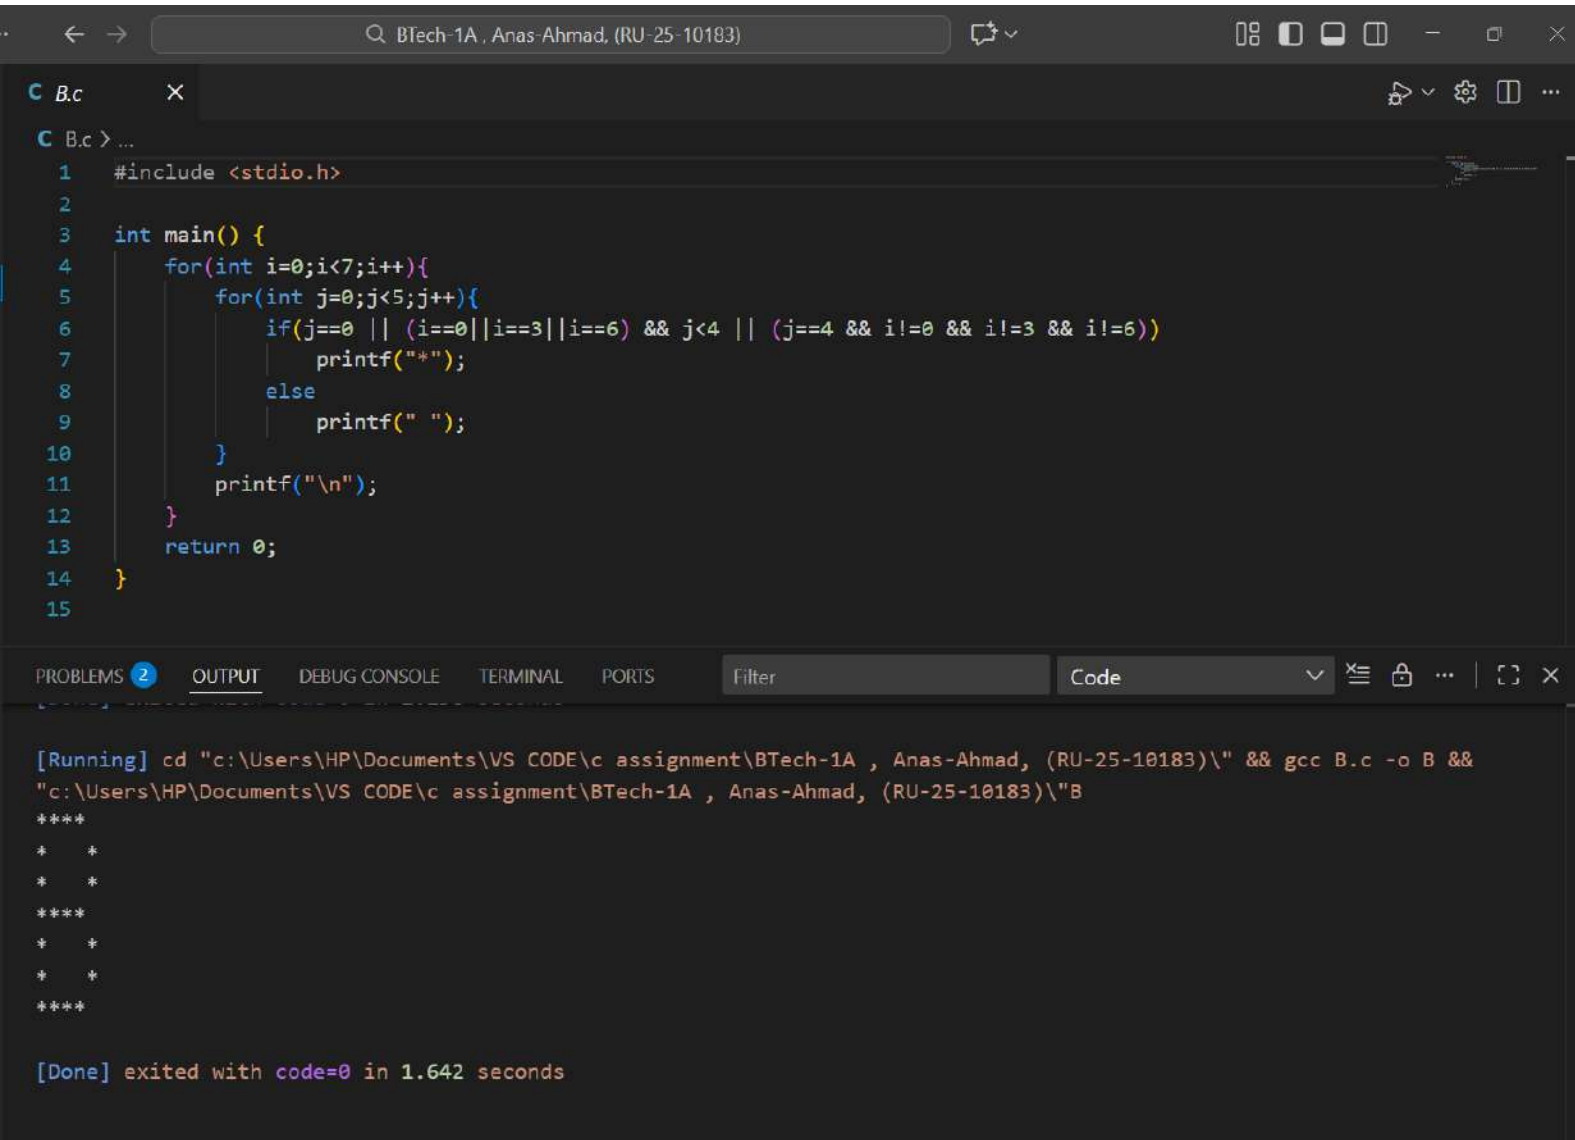 BTech-1A , Anas-Ahmad, (RU-25-10183)
C B.c
C B.c > ...
1 #include <stdio.h>
2
3 int main() {
4     for(int i=0;i<7;i++){
5         for(int j=0;j<5;j++){
6             if(j==0 || (i==0||i==3||i==6) && j<4 || (j==4 && i!=0 && i!=3 && i!=6))
7                 printf("*");
8             else
9                 printf(" ");
10         }
11         printf("\n");
12     }
13     return 0;
14 }
15
PROBLEMS 2 OUTPUT DEBUG CONSOLE TERMINAL PORTS Filter Code
[Running] cd "c:\Users\HP\Documents\VS CODE\c assignment\BTech-1A , Anas-Ahmad, (RU-25-10183)\" && gcc B.c -o B &&
"c:\Users\HP\Documents\VS CODE\c assignment\BTech-1A , Anas-Ahmad, (RU-25-10183)\"B
****
*   *
*   *
****
*   *
*   *
****
[Done] exited with code=0 in 1.642 seconds